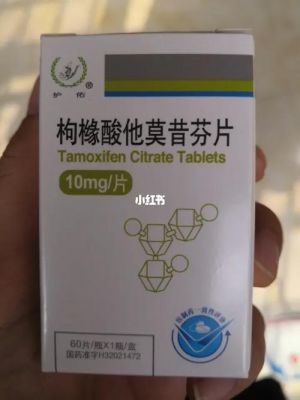 护佑®
枸橼酸他莫昔芬片
Tamoxifen Citrate Tablets
10mg/片
小红书
60片/瓶X1瓶/盒
国药准字H32021472